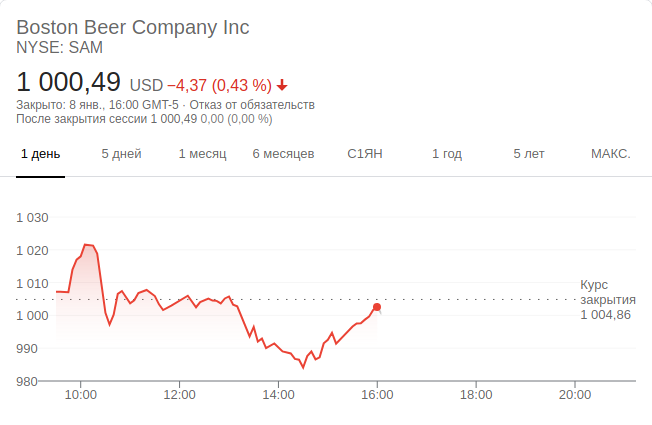 Boston Beer Company Inc
NYSE: SAM
1 000,49 USD −4,37 (0,43 %)
Закрыто: 8 янв., 16:00 GMT-5 · Отказ от обязательств
После закрытия сессии 1 000,49 0,00 (0,00 %)
1 день 5 дней 1 месяц 6 месяцев С1ЯН 1 год 5 лет МАКС.
1 030
1 020
1 010
1 000
990
980
Курс
закрытия
1 004,86
10:00 12:00 14:00 16:00 18:00 20:00